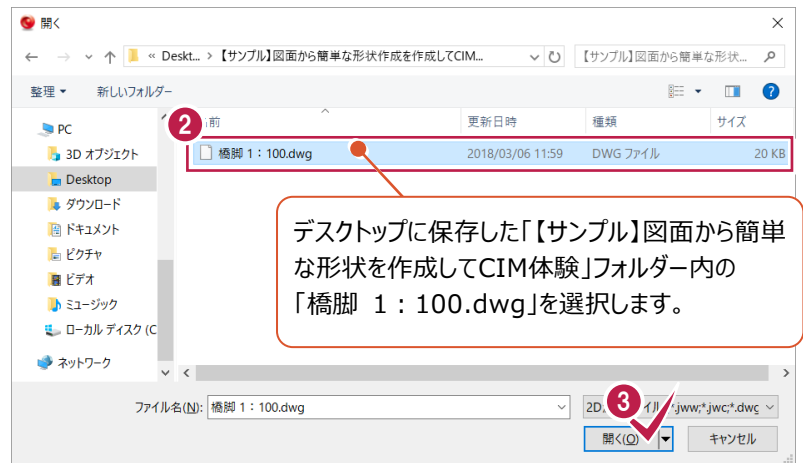 開く
« Deskt... > 【サンプル】図面から簡単な形状作成を作成してCIM...
【サンプル】図面から簡単な形状...
整理
新しいフォルダー
2
前 更新日時 種類 サイズ
橋脚 1：100.dwg 2018/03/06 11:59 DWG ファイル 20 KB
PC
3D オブジェクト
Desktop
ダウンロード
ドキュメント
ピクチャ
ビデオ
ミュージック
ローカル ディスク (C
ネットワーク
デスクトップに保存した「【サンプル】図面から簡単
な形状を作成してCIM体験」フォルダー内の
「橋脚 1：100.dwg」を選択します。
ファイル名(N): 橋脚 1：100.dwg
2D *.jww;*.jwc;*.dwg
3
開く(O) キャンセル